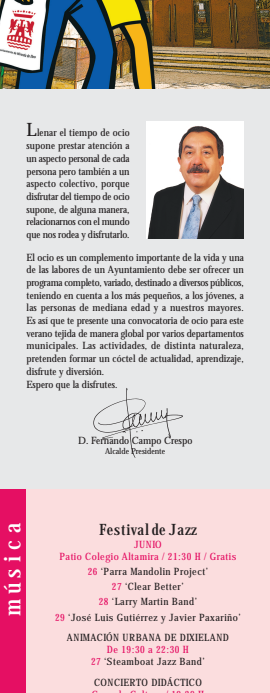 Llenar el tiempo de ocio
supone prestar atención a
un aspecto personal de cada
persona pero también a un
aspecto colectivo, porque
disfrutar del tiempo de ocio
supone, de alguna manera,
relacionarnos con el mundo
que nos rodea y disfrutarlo.
El ocio es un complemento importante de la vida y una
de las labores de un Ayuntamiento debe ser ofrecer un
programa completo, variado, destinado a diversos públicos,
teniendo en cuenta a los más pequeños, a los jóvenes, a
las personas de mediana edad y a nuestros mayores.
Es así que te presente una convocatoria de ocio para este
verano tejida de manera global por varios departamentos
municipales. Las actividades, de distinta naturaleza,
pretenden formar un cóctel de actualidad, aprendizaje,
disfrute y diversión.
Espero que la disfrutes.
D. Fernando Campo Crespo
Alcalde Presidente
música
Festival de Jazz
JUNIO
Patio Colegio Altamira / 21:30 H / Gratis
26 ‘Parra Mandolin Project’
27 ‘Clear Better’
28 ‘Larry Martin Band’
29 ‘José Luis Gutiérrez y Javier Paxariño’
ANIMACIÓN URBANA DE DIXIELAND
De 19:30 a 22:30 H
27 ‘Steamboat Jazz Band’
CONCIERTO DIDÁCTICO